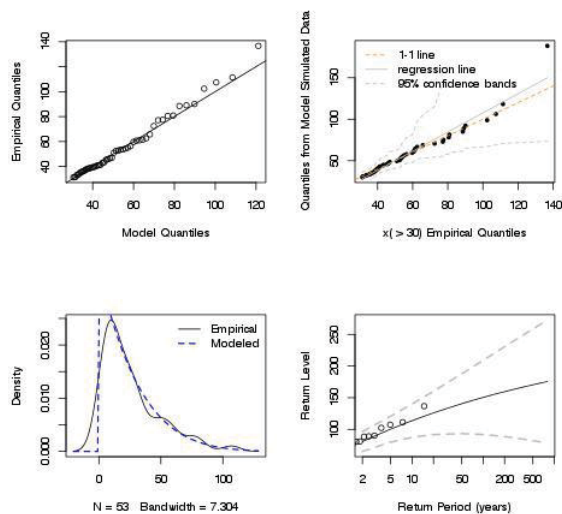 Empirical Quantiles
140
120
100
80
60
40
40
60
80
100
120
Model Quantiles
Quantiles from Model Simulated Data
150
100
50
1-1 line
regression line
95% confidence bands
40
60
80
100
120
140
x( > 30) Empirical Quantiles
Density
0.020
0.010
0.000
Empirical
Modeled
0
50
100
N = 53 Bandwidth = 7.304
Return Level
250
200
150
100
2
5
10
50
200
500
Return Period (years)